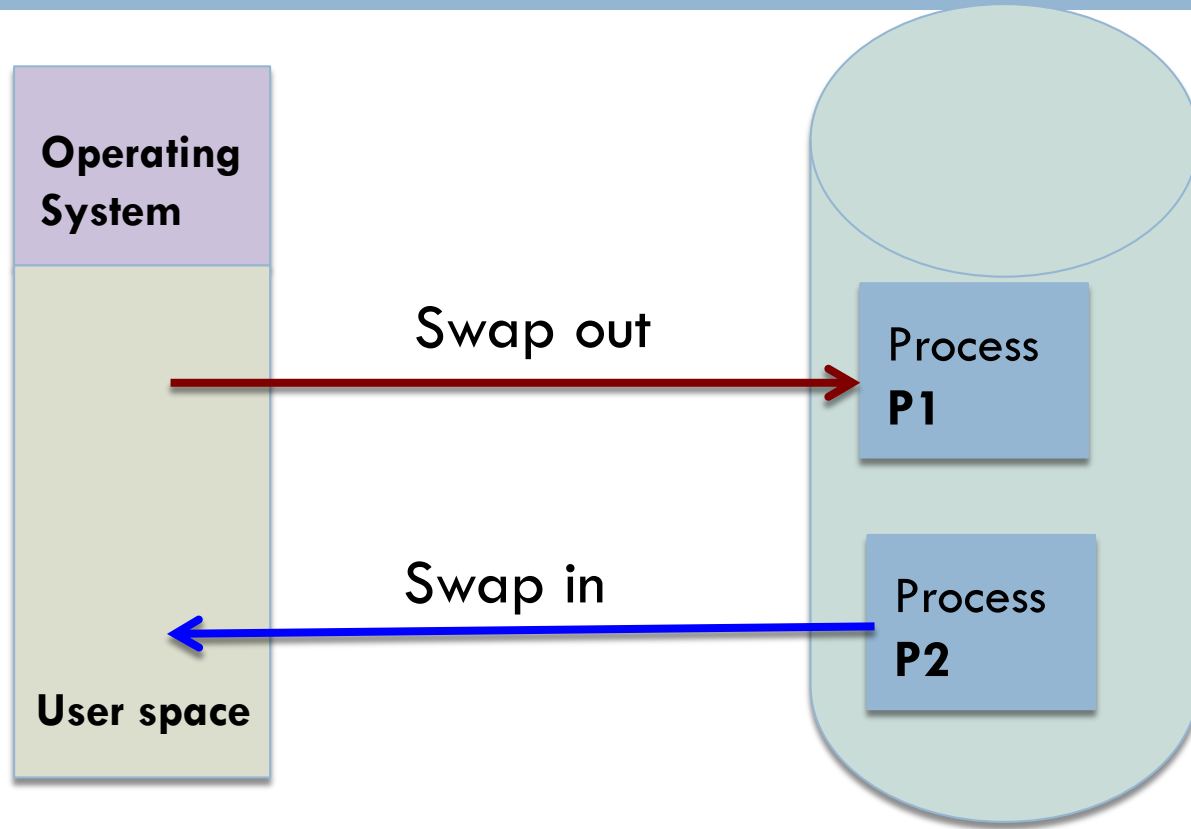 Operating
System
Swap out
Process
P1
Swap in
Process
P2
User space